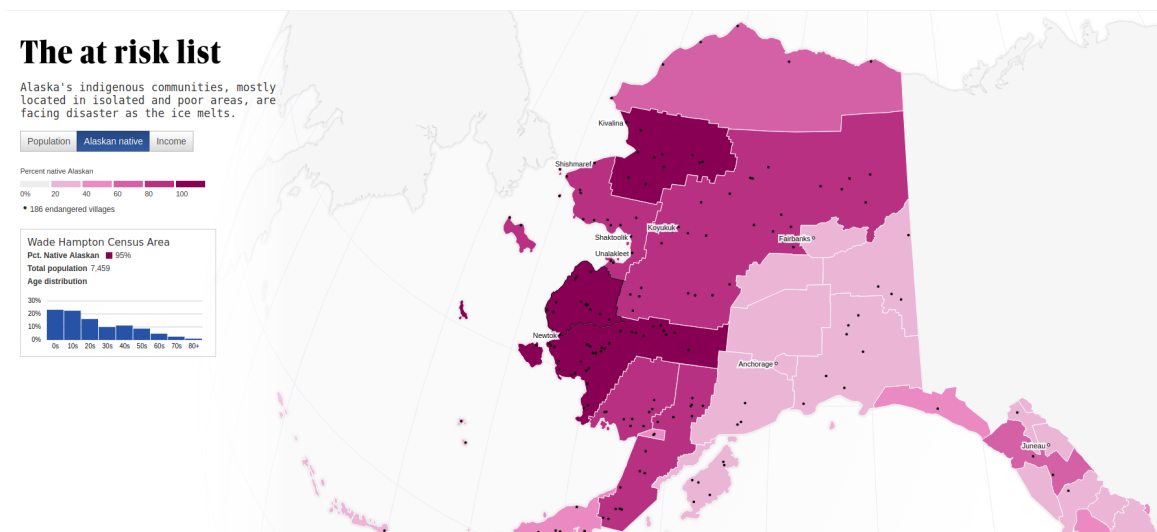 The at risk list
Alaska's indigenous communities, mostly
located in isolated and poor areas, are
facing disaster as the ice melts.
Population Alaskan native Income
Percent native Alaskan
0% 20 40 60 80 100
186 endangered villages
Wade Hampton Census Area
Pct. Native Alaskan 95%
Total population 7,459
Age distribution
30%
20%
10%
0%
0s 10s 20s 30s 40s 50s 60s 70s 80+
Kivalina
Shishmaref
Koyukuk
Shaktoolik
Fairbanks
Unalakleet
Newtok
Anchorage
Juneau